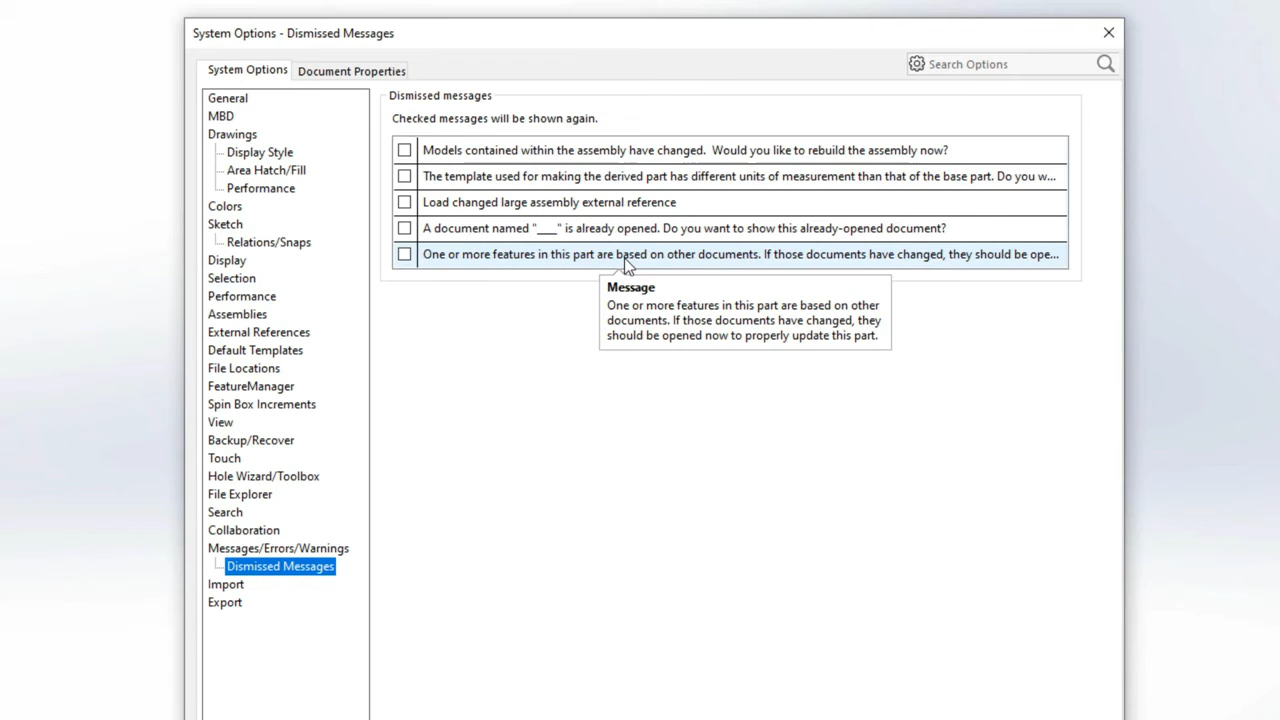 System Options - Dismissed Messages
System Options
Document Properties
Search Options
General
MBD
Drawings
Display Style
Area Hatch/Fill
Performance
Colors
Sketch
Relations/Snaps
Display
Selection
Performance
Assemblies
External References
Default Templates
File Locations
FeatureManager
Spin Box Increments
View
Backup/Recover
Touch
Hole Wizard/Toolbox
File Explorer
Search
Collaboration
Messages/Errors/Warnings
Dismissed Messages
Import
Export
Dismissed messages
Checked messages will be shown again.
Models contained within the assembly have changed.  Would you like to rebuild the assembly now?
The template used for making the derived part has different units of measurement than that of the base part. Do you w...
Load changed large assembly external reference
A document named "___" is already opened. Do you want to show this already-opened document?
One or more features in this part are based on other documents. If those documents have changed, they should be ope...
Message
One or more features in this part are based on other
documents. If those documents have changed, they
should be opened now to properly update this part.